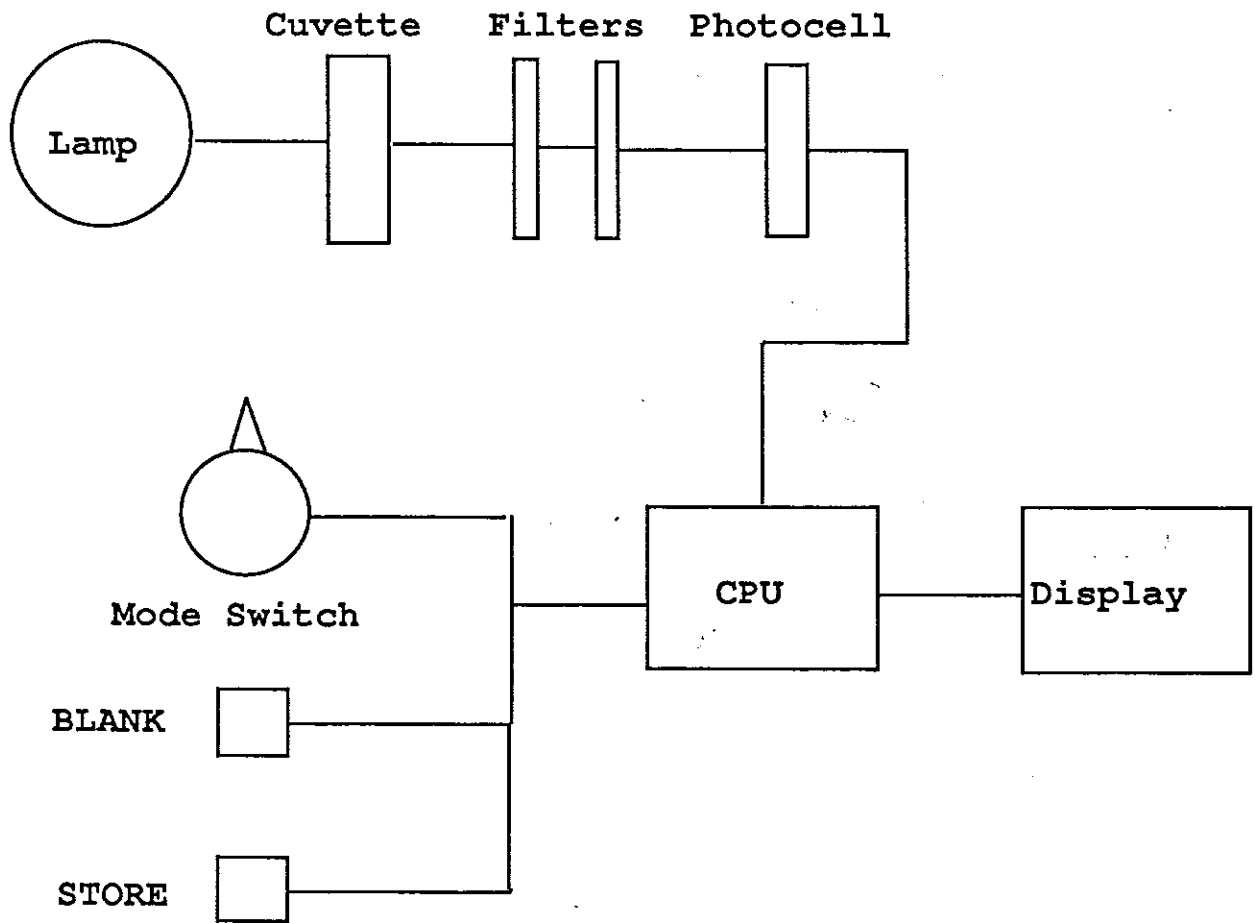 Cuvette Filters Photocell
Lamp
CPU
Display
Mode Switch
BLANK
STORE